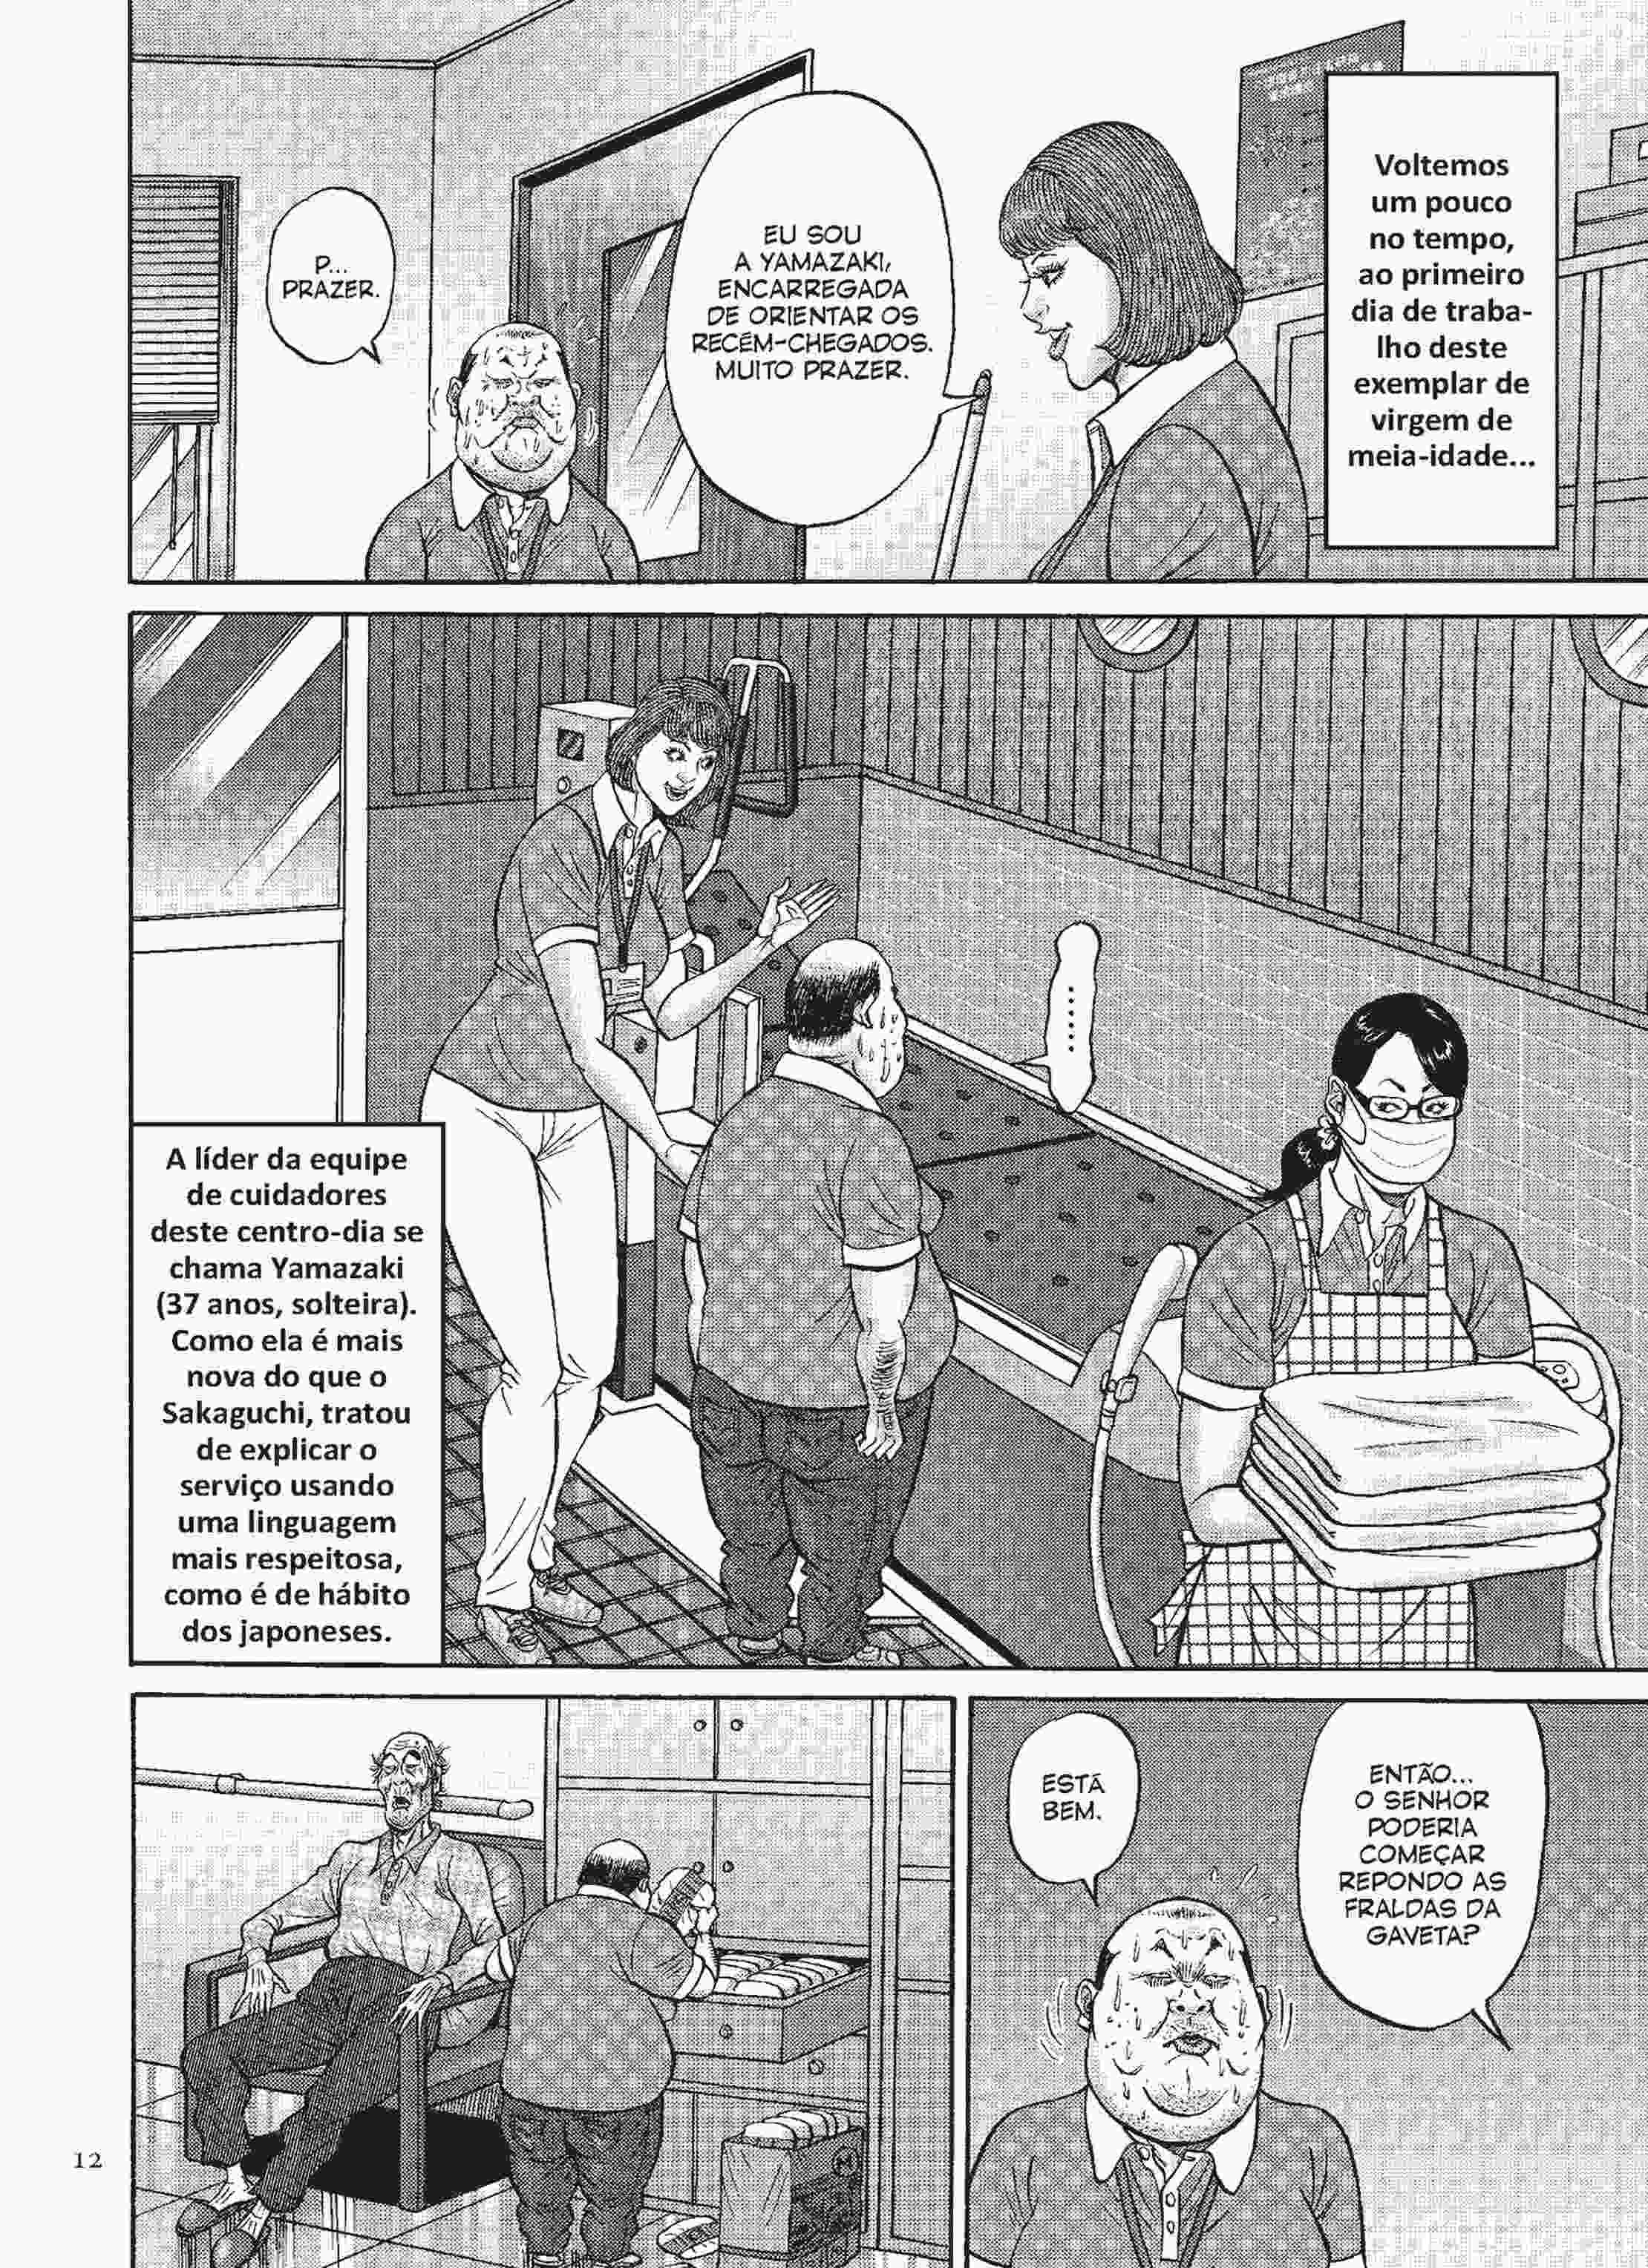 Voltemos
um pouco
no tempo,
ao primeiro
dia de traba-
lho deste
exemplar de
virgem de
meia-idade...
EU SOU
A YAMAZAKI,
ENCARREGADA
DE ORIENTAR OS
RECÉM-CHEGADOS.
MUITO PRAZER.
P...
PRAZER.
.......
A líder da equipe
de cuidadores
deste centro-dia se
chama Yamazaki
(37 anos, solteira).
Como ela é mais
nova do que o
Sakaguchi, tratou
de explicar o
serviço usando
uma linguagem
mais respeitosa,
como é de hábito
dos japoneses.
ENTÃO...
O SENHOR
PODERIA
COMEÇAR
REPONDO AS
FRALDAS DA
GAVETA?
ESTÁ
BEM.
12